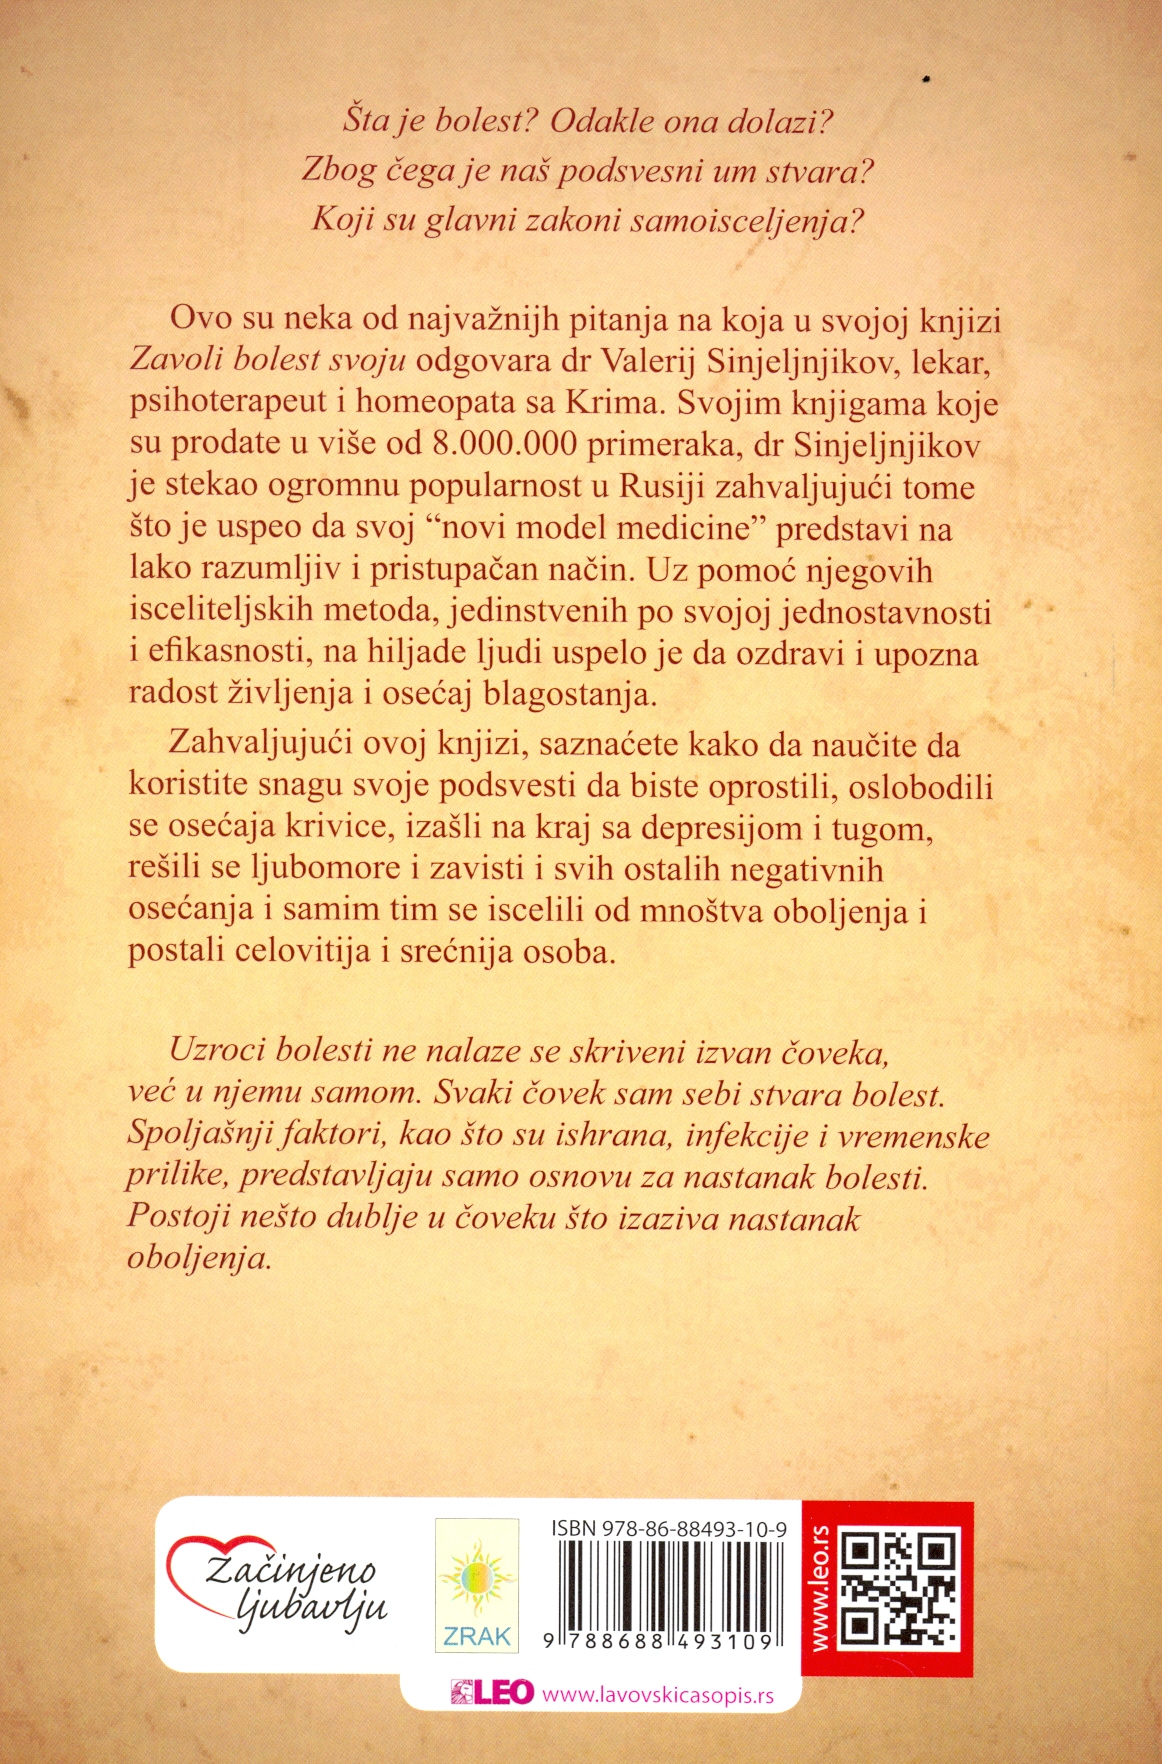 Šta je bolest? Odakle ona dolazi?
Zbog čega je naš podsvesni um stvara?
Koji su glavni zakoni samoisceljenja?
Ovo su neka od najvažnijh pitanja na koja u svojoj knjizi
Zavoli bolest svoju odgovara dr Valerij Sinjeljnjikov, lekar,
psihoterapeut i homeopata sa Krima. Svojim knjigama koje
su prodate u više od 8.000.000 primeraka, dr Sinjeljnjikov
je stekao ogromnu popularnost u Rusiji zahvaljujući tome
što je uspeo da svoj “novi model medicine” predstavi na
lako razumljiv i pristupačan način. Uz pomoć njegovih
isceliteljskih metoda, jedinstvenih po svojoj jednostavnosti
i efikasnosti, na hiljade ljudi uspelo je da ozdravi i upozna
radost življenja i osećaj blagostanja.
Zahvaljujući ovoj knjizi, saznaćete kako da naučite da
koristite snagu svoje podsvesti da biste oprostili, oslobodili
se osećaja krivice, izašli na kraj sa depresijom i tugom,
rešili se ljubomore i zavisti i svih ostalih negativnih
osećanja i samim tim se iscelili od mnoštva oboljenja i
postali celovitija i srećnija osoba.
Uzroci bolesti ne nalaze se skriveni izvan čoveka,
već u njemu samom. Svaki čovek sam sebi stvara bolest.
Spoljašnji faktori, kao što su ishrana, infekcije i vremenske
prilike, predstavljaju samo osnovu za nastanak bolesti.
Postoji nešto dublje u čoveku što izaziva nastanak
oboljenja.
Začinjeno
ljubavlju
ZRAK
ISBN 978-86-88493-10-9
9 788688 493109
www.leo.rs
LEO www.lavovskicasopis.rs